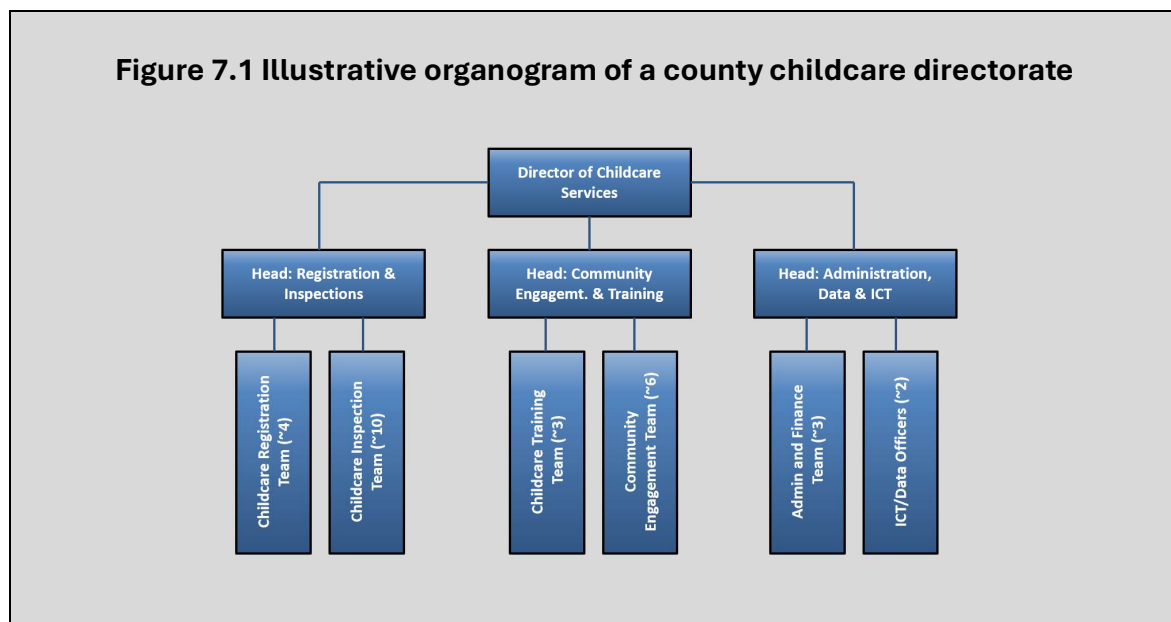 Figure 7.1 Illustrative organogram of a county childcare directorate
Director of Childcare
Services
Head: Registration &
Inspections
Head: Community
Engagemt. & Training
Head: Administration,
Data & ICT
Childcare Registration
Team (~4)
Childcare Inspection
Team (~10)
Childcare Training
Team (~3)
Community
Engagement Team (~6)
Admin and Finance
Team (~3)
ICT/Data Officers (~2)